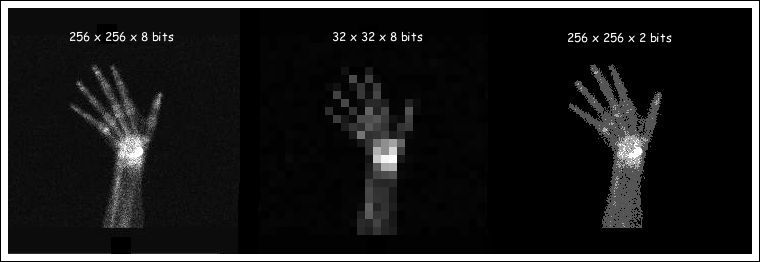 256 x 256 x 8 bits
32 x 32 x 8 bits
256 x 256 x 2 bits